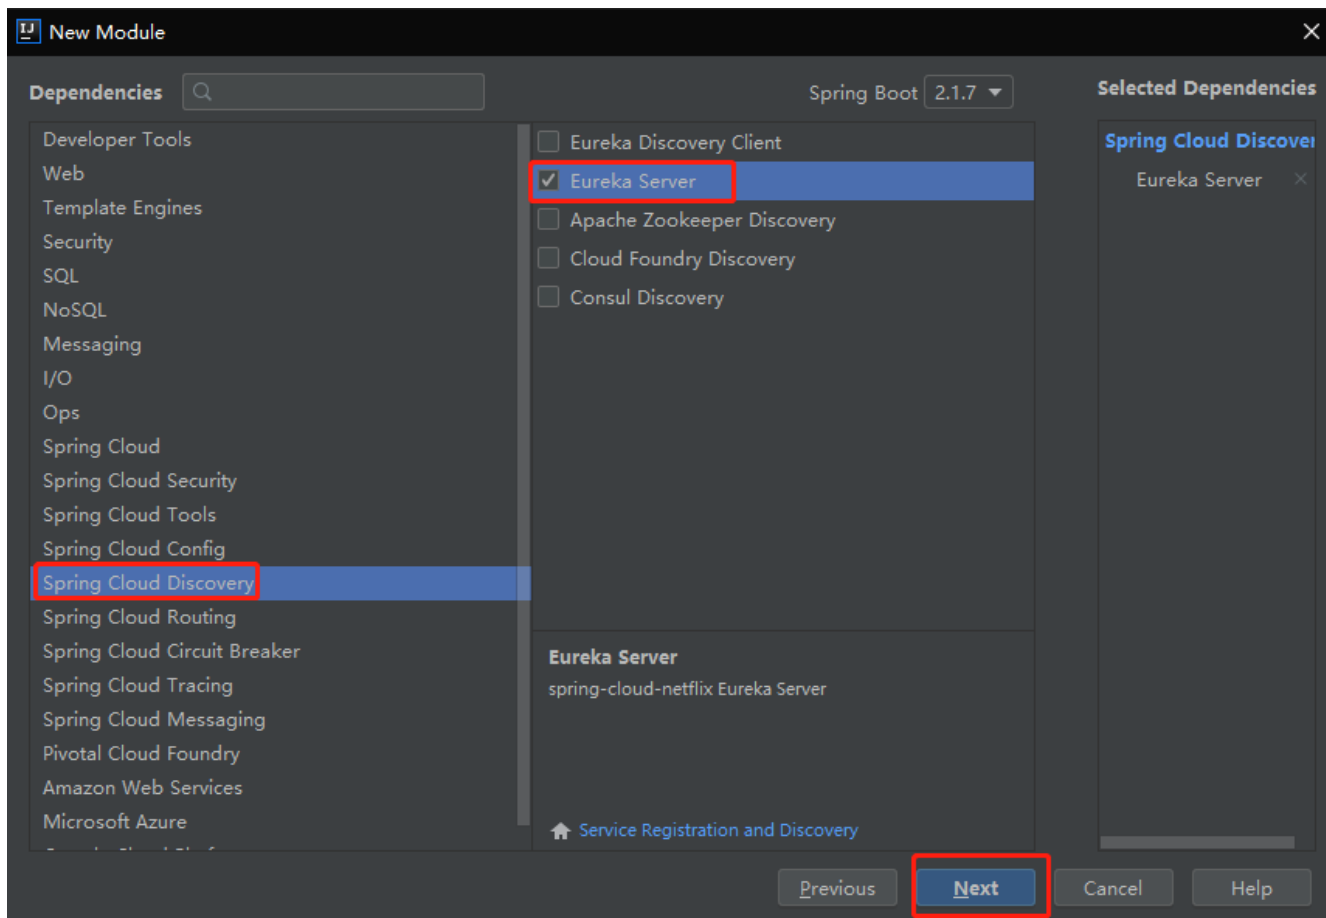 New Module
Dependencies
Spring Boot 2.1.7
Selected Dependencies
Developer Tools
Web
Template Engines
Security
SQL
NoSQL
Messaging
I/O
Ops
Spring Cloud
Spring Cloud Security
Spring Cloud Tools
Spring Cloud Config
Spring Cloud Discovery
Spring Cloud Routing
Spring Cloud Circuit Breaker
Spring Cloud Tracing
Spring Cloud Messaging
Pivotal Cloud Foundry
Amazon Web Services
Microsoft Azure
Eureka Discovery Client
Eureka Server
Apache Zookeeper Discovery
Cloud Foundry Discovery
Consul Discovery
Eureka Server
spring-cloud-netflix Eureka Server
Service Registration and Discovery
Spring Cloud Discover
Eureka Server
Previous
Next
Cancel
Help